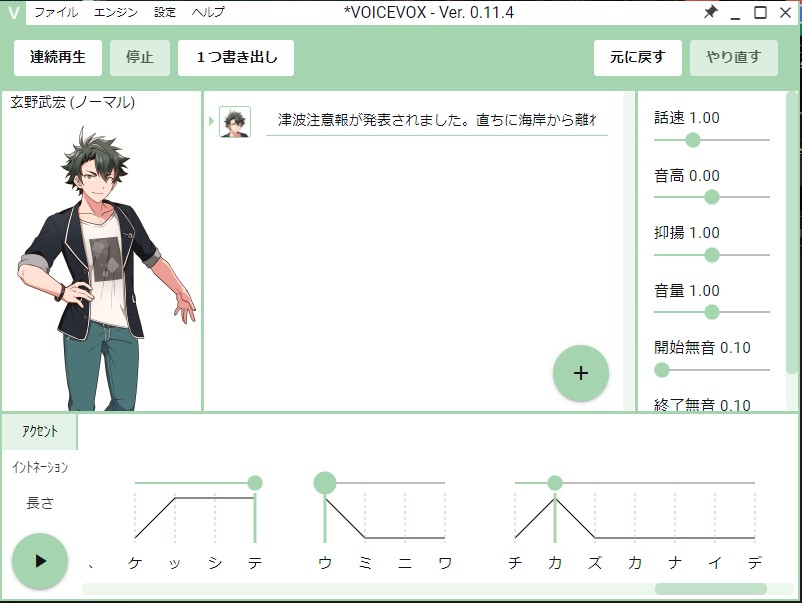 V ファイル エンジン 設定 ヘルプ *VOICEVOX - Ver. 0.11.4
連続再生 停止 1つ書き出し 元に戻す やり直す
玄野武宏 (ノーマル)
津波注意報が発表されました。直ちに海岸から離れ
話速 1.00
音高 0.00
抑揚 1.00
音量 1.00
開始無音 0.10
終了無音 0.10
+
アクセント
イントネーション
長さ
、 ケ ッ シ テ ウ ミ ニ ワ チ カ ズ カ ナ イ デ